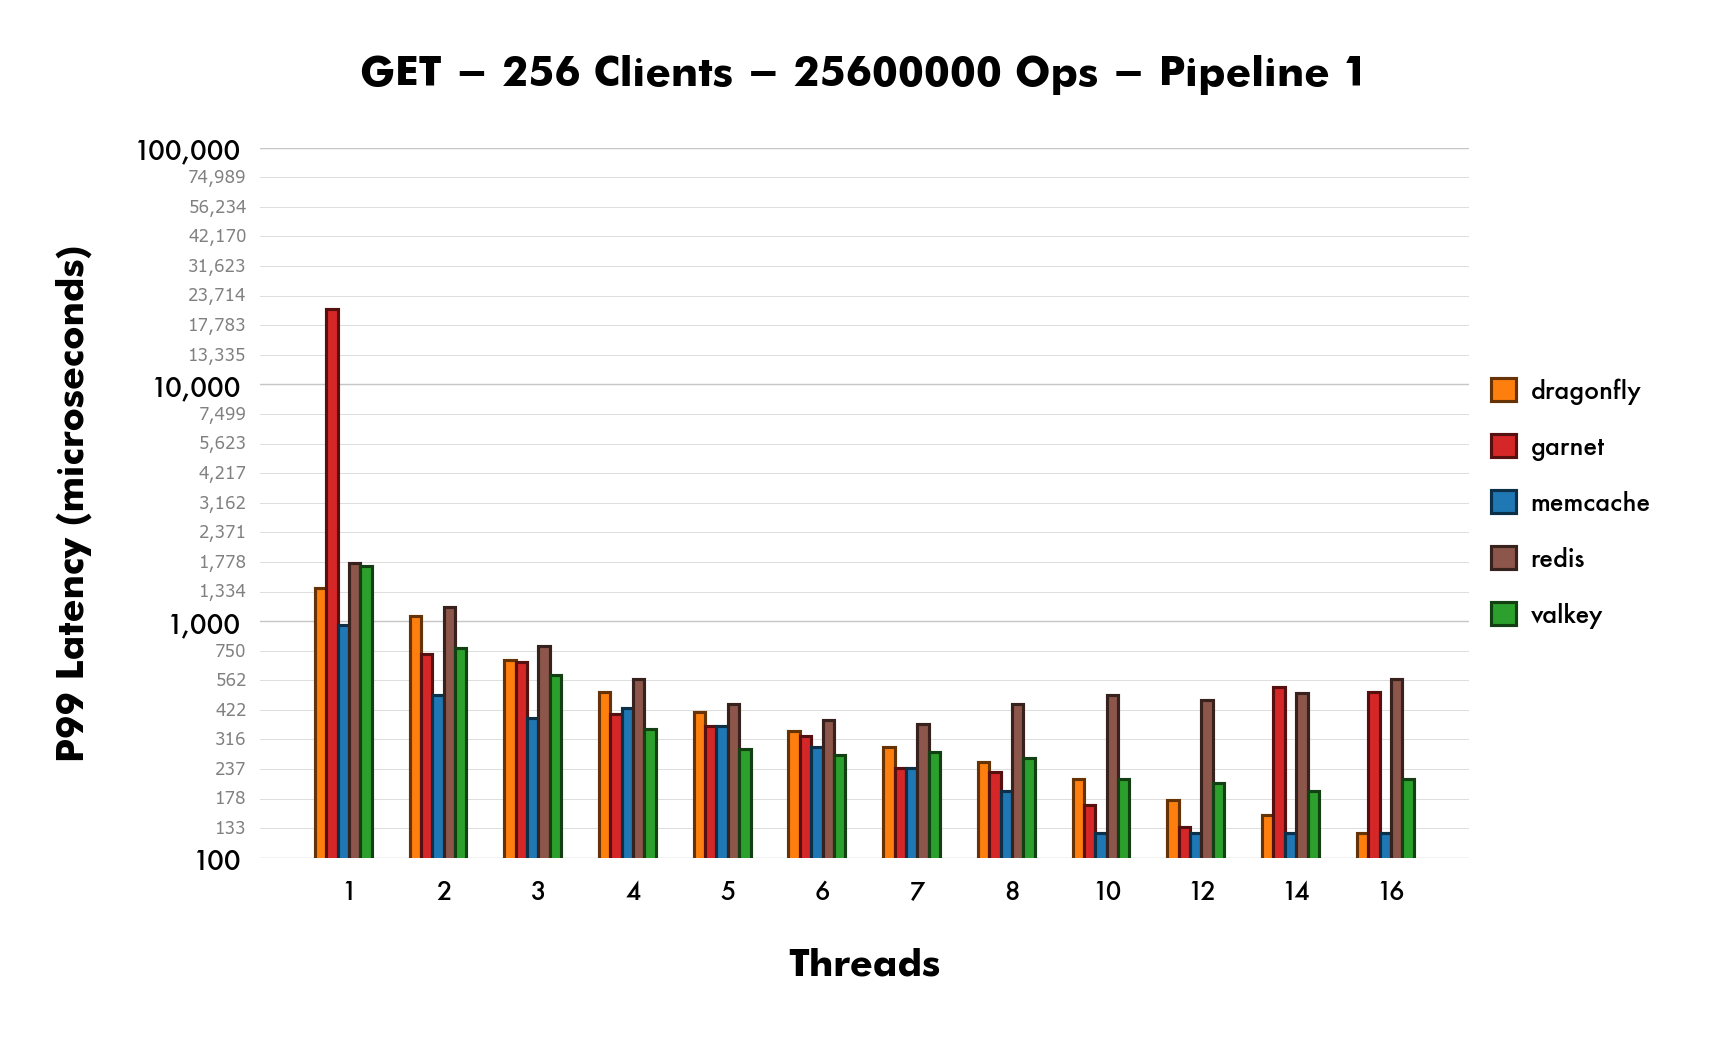 GET – 256 Clients – 25600000 Ops – Pipeline 1
P99 Latency (microseconds)
100,000
74,989
56,234
42,170
31,623
23,714
17,783
13,335
10,000
7,499
5,623
4,217
3,162
2,371
1,778
1,334
1,000
750
562
422
316
237
178
133
100
dragonfly
garnet
memcache
redis
valkey
1 2 3 4 5 6 7 8 10 12 14 16
Threads